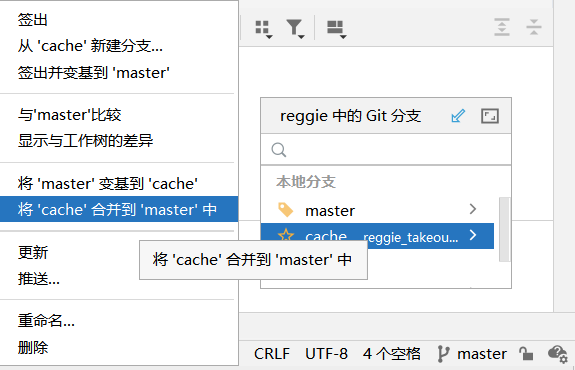 签出
从 'cache' 新建分支...
签出并变基到 'master'
与'master'比较
显示与工作树的差异
将 'master' 变基到 'cache'
将 'cache' 合并到 'master' 中
更新
推送...
重命名...
删除
reggie 中的 Git 分支
本地分支
master
cache reggie_takeou...
将 'cache' 合并到 'master' 中
CRLF UTF-8 4 个空格 master